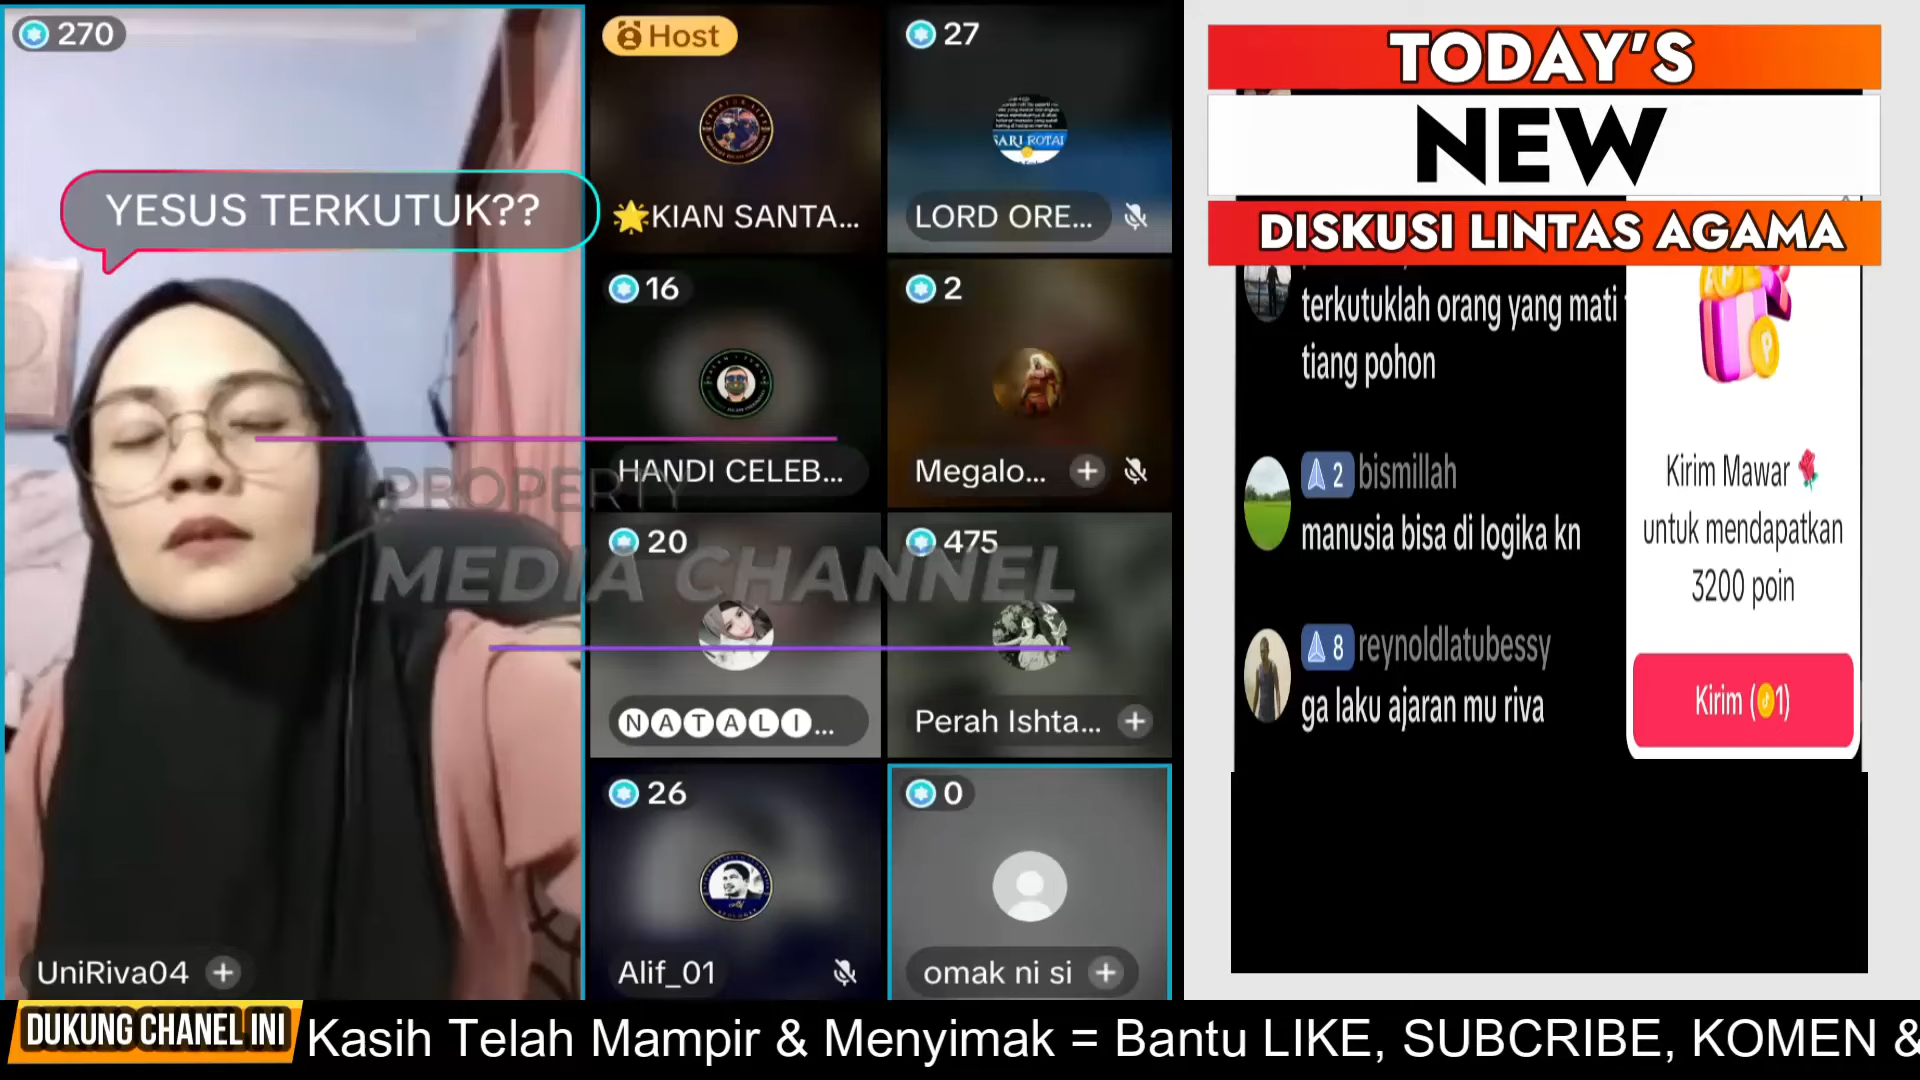 270
YESUS TERKUTUK??
UniRiva04
Host
KIAN SANTA...
27
SARI ROTAI
LORD ORE...
16
HANDI CELEB...
2
Megalo...
20
🅝🅐🅣🅐🅛🅘...
475
Perah Ishta...
26
Alif_01
0
omak ni si
PROPERTY
MEDIA CHANNEL
TODAY'S
NEW
DISKUSI LINTAS AGAMA
terkutuklah orang yang mati
tiang pohon
2 bismillah
manusia bisa di logika kn
8 reynoldlatubessy
ga laku ajaran mu riva
Kirim Mawar 🌹
untuk mendapatkan
3200 poin
Kirim (1)
DUKUNG CHANEL INI
Kasih Telah Mampir & Menyimak = Bantu LIKE, SUBCRIBE, KOMEN &